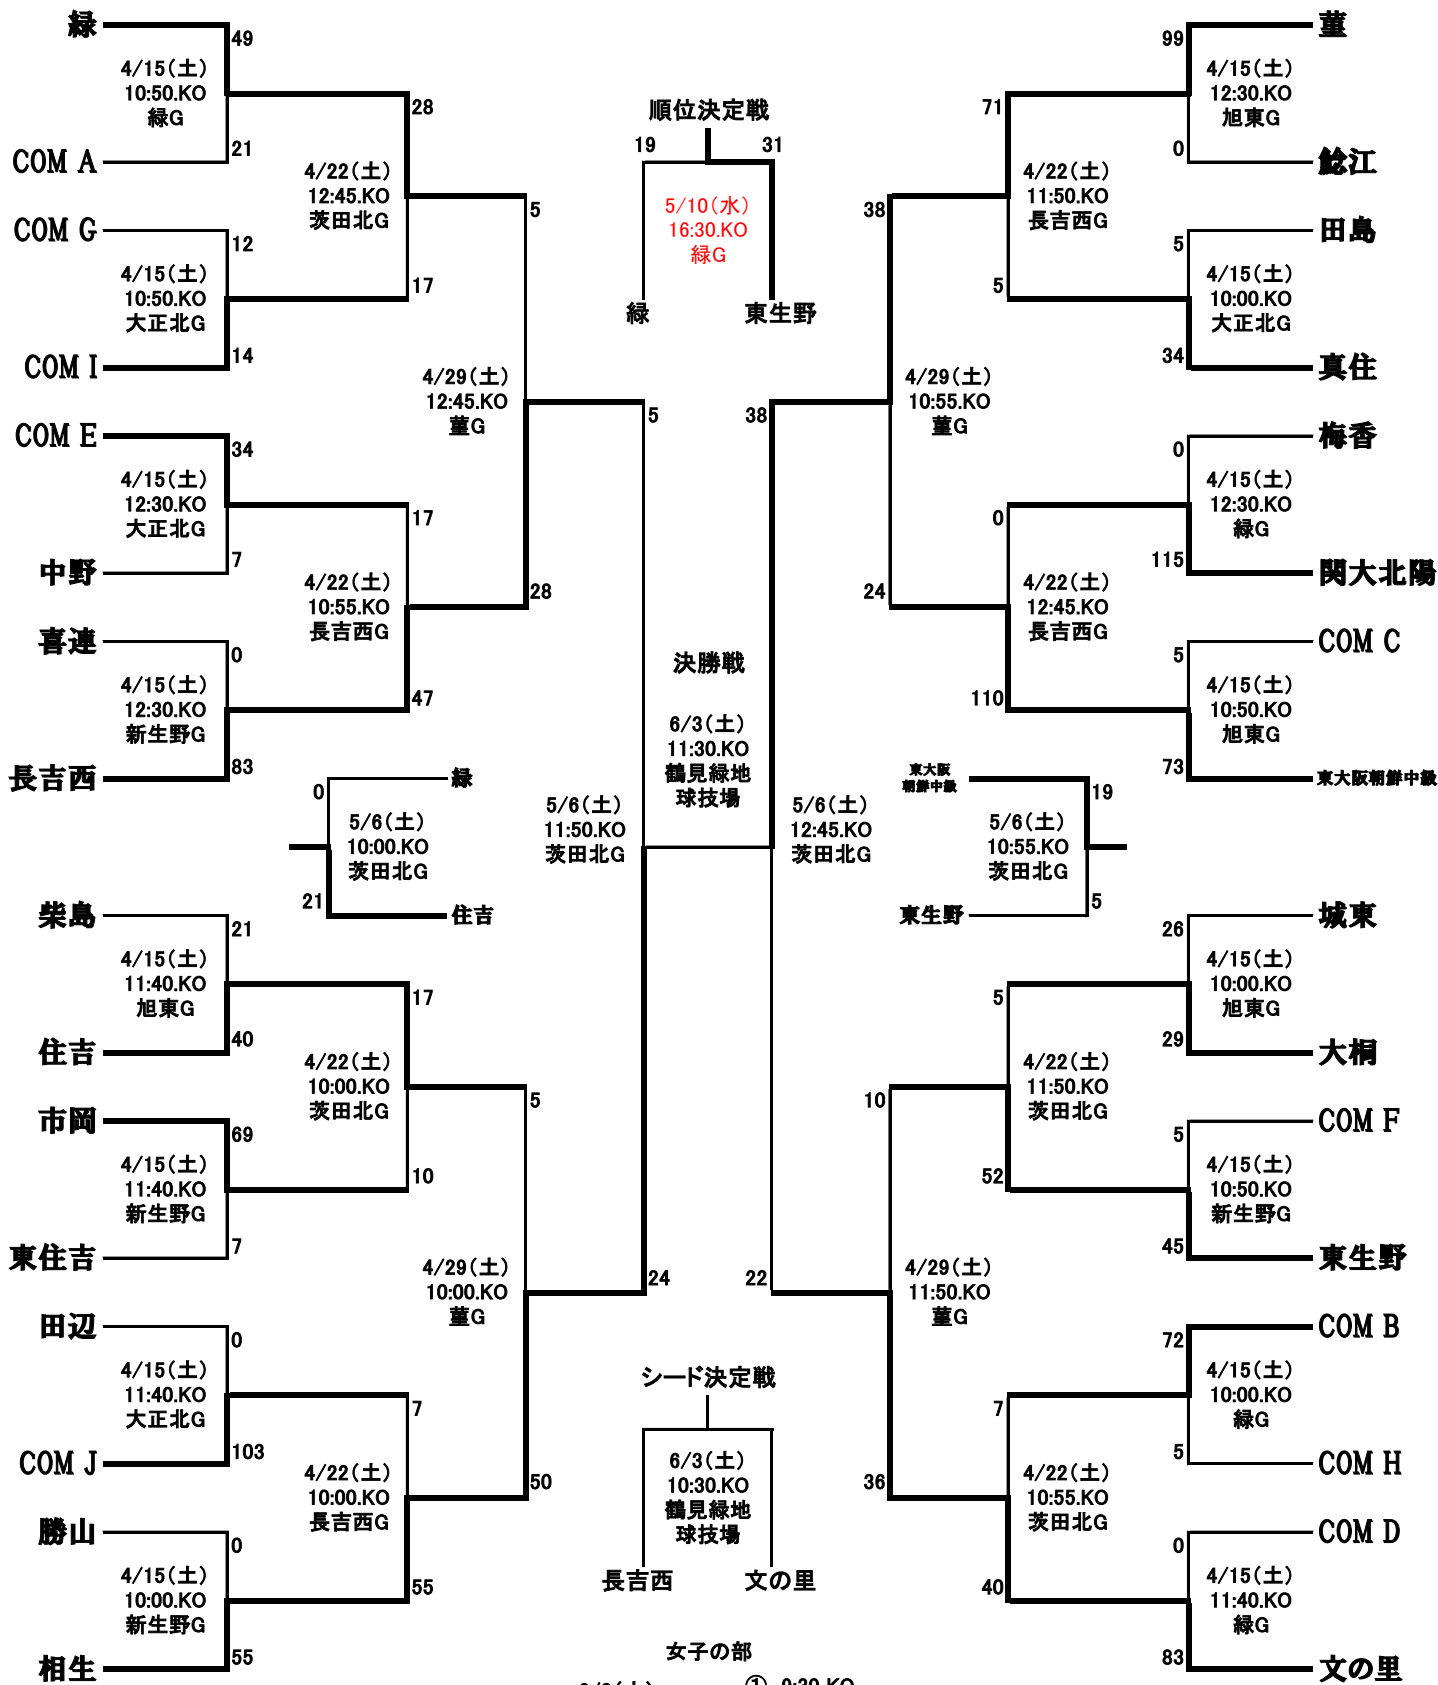 緑
49
4/15(土)
10:50.KO
緑G
21
COM A
28
4/22(土)
12:45.KO
茨田北G
17
COM G
12
4/15(土)
10:50.KO
大正北G
14
COM I
5
4/29(土)
12:45.KO
菫G
28
COM E
34
4/15(土)
12:30.KO
大正北G
7
中野
17
4/22(土)
10:55.KO
長吉西G
47
喜連
0
4/15(土)
12:30.KO
新生野G
83
長吉西
緑
0
5/6(土)
10:00.KO
茨田北G
21
住吉
5
5/6(土)
11:50.KO
茨田北G
24
柴島
21
4/15(土)
11:40.KO
旭東G
40
住吉
17
4/22(土)
10:00.KO
茨田北G
10
市岡
69
4/15(土)
11:40.KO
新生野G
7
東住吉
5
4/29(土)
10:00.KO
菫G
50
田辺
0
4/15(土)
11:40.KO
大正北G
103
COM J
7
4/22(土)
10:00.KO
長吉西G
55
勝山
0
4/15(土)
10:00.KO
新生野G
55
相生
順位決定戦
19
31
5/10(水)
16:30.KO
緑G
緑
東生野
決勝戦
6/3(土)
11:30.KO
鶴見緑地
球技場
シード決定戦
6/3(土)
10:30.KO
鶴見緑地
球技場
長吉西
文の里
女子の部
① 9:30.KO
菫
99
4/15(土)
12:30.KO
旭東G
0
鯰江
71
4/22(土)
11:50.KO
長吉西G
5
田島
5
4/15(土)
10:00.KO
大正北G
34
真住
38
4/29(土)
10:55.KO
菫G
24
梅香
0
4/15(土)
12:30.KO
緑G
115
関大北陽
0
4/22(土)
12:45.KO
長吉西G
110
COM C
5
4/15(土)
10:50.KO
旭東G
73
東大阪朝鮮中級
38
5/6(土)
12:45.KO
茨田北G
22
東大阪
朝鮮中級
19
5/6(土)
10:55.KO
茨田北G
5
東生野
城東
26
4/15(土)
10:00.KO
旭東G
29
大桐
5
4/22(土)
11:50.KO
茨田北G
52
COM F
5
4/15(土)
10:50.KO
新生野G
45
東生野
10
4/29(土)
11:50.KO
菫G
36
COM B
72
4/15(土)
10:00.KO
緑G
5
COM H
7
4/22(土)
10:55.KO
茨田北G
40
COM D
0
4/15(土)
11:40.KO
緑G
83
文の里